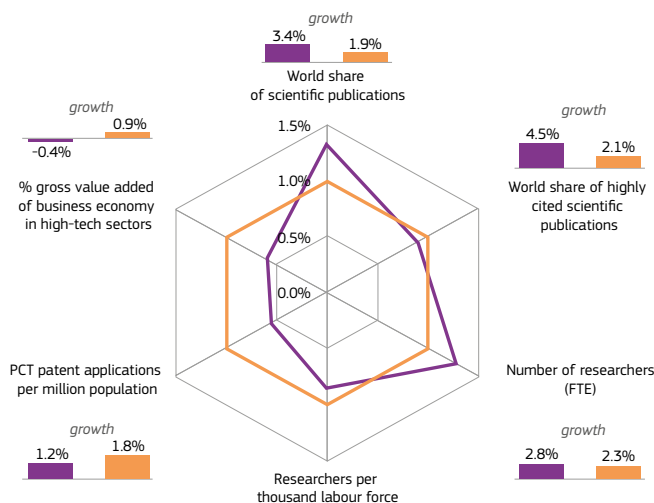 growth
3.4%
1.9%
World share
of scientific publications
growth
0.9%
−0.4%
% gross value added
of business economy
in high-tech sectors
growth
4.5%
2.1%
World share of highly
cited scientific
publications
1.5%
1.0%
0.5%
0.0%
PCT patent applications
per million population
growth
1.2%
1.8%
Number of researchers
(FTE)
growth
2.8%
2.3%
Researchers per
thousand labour force